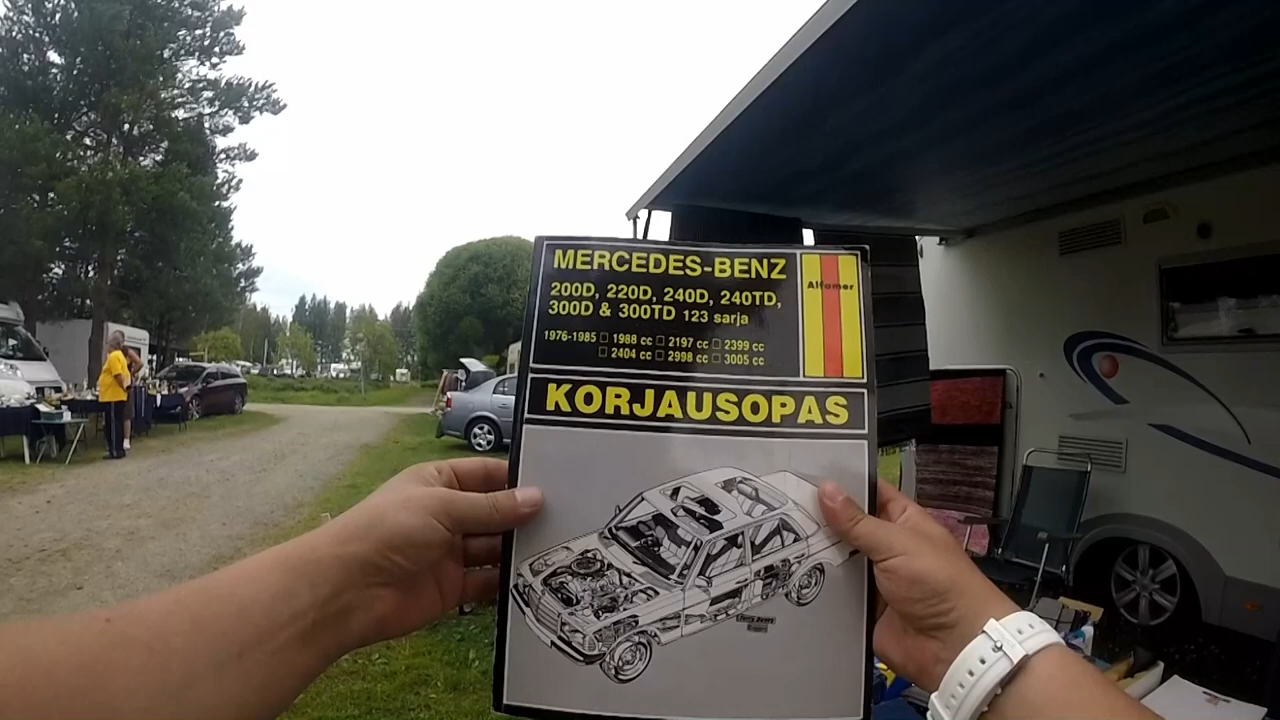 MERCEDES-BENZ
200D, 220D, 240D, 240TD,
300D & 300TD 123 sarja
1976-1985 □ 1988 cc □ 2197 cc □ 2399 cc
□ 2404 cc □ 2998 cc □ 3005 cc
Alfamer
KORJAUSOPAS